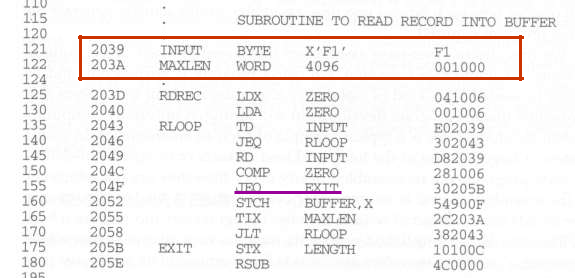 110 .
115 . SUBROUTINE TO READ RECORD INTO BUFFER
120 .
121 2039 INPUT BYTE X'F1' F1
122 203A MAXLEN WORD 4096 001000
124 .
125 203D RDREC LDX ZERO 041006
130 2040 LDA ZERO 001006
135 2043 RLOOP TD INPUT E02039
140 2046 JEQ RLOOP 302043
145 2049 RD INPUT D82039
150 204C COMP ZERO 281006
155 204F JEQ EXIT 30205B
160 2052 STCH BUFFER,X 54900F
165 2055 TIX MAXLEN 2C203A
170 2058 JLT RLOOP 382043
175 205B EXIT STX LENGTH 10100C
180 205E RSUB 4C0000
195